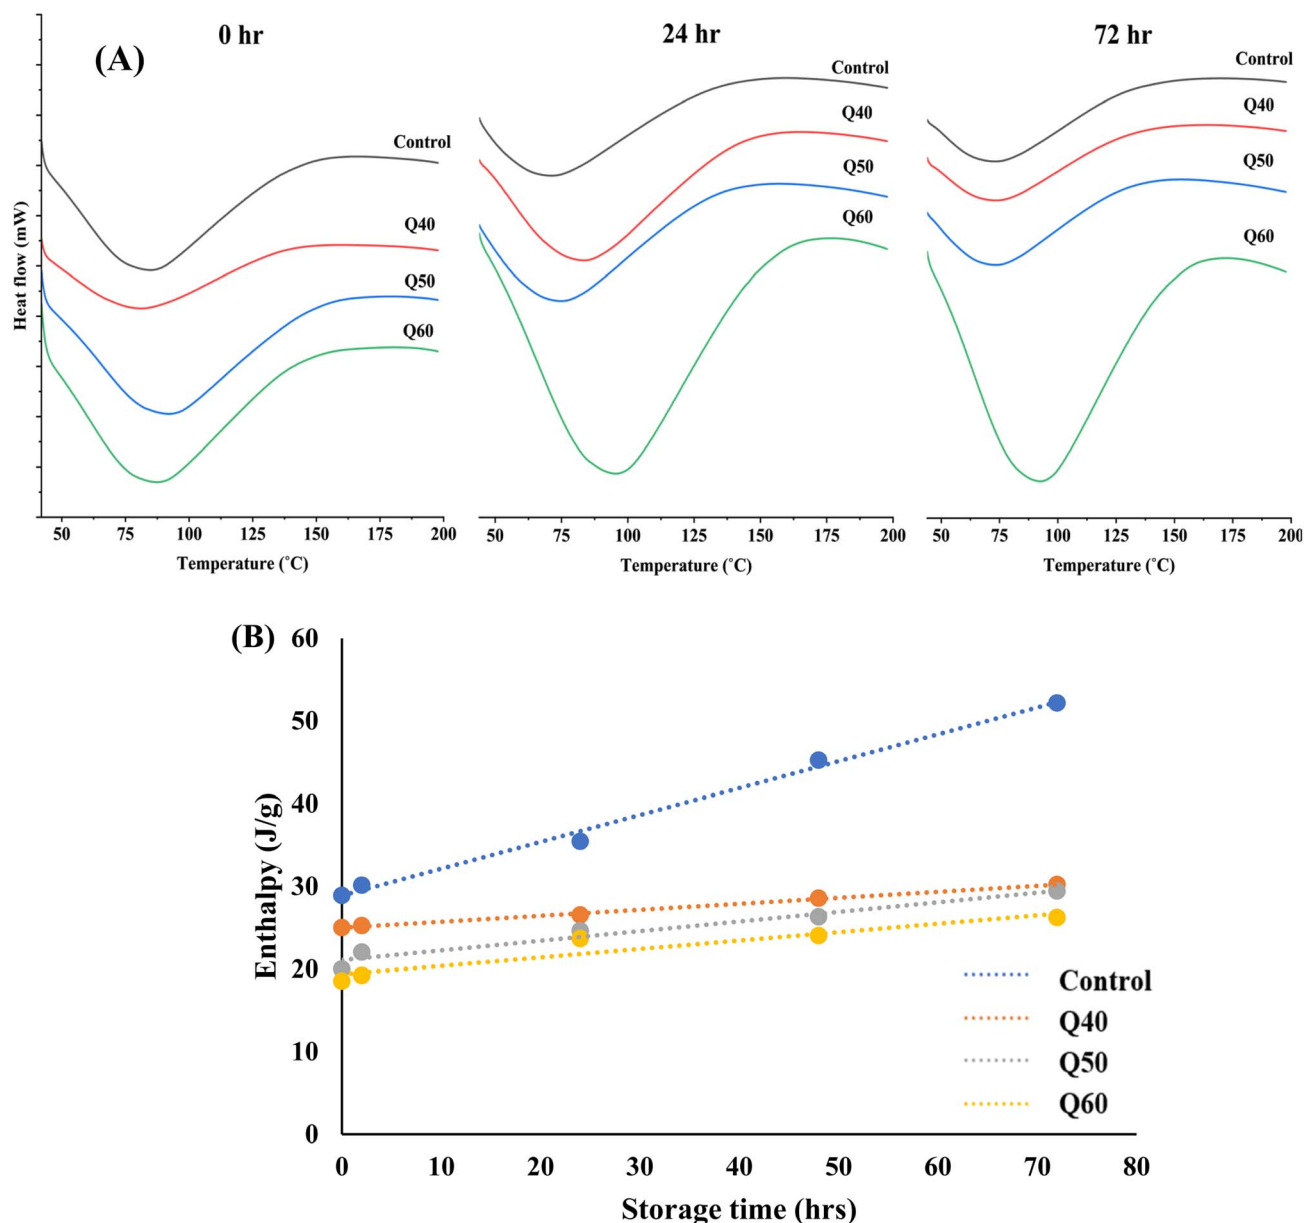 (A)
0 hr
24 hr
72 hr
Control
Q40
Q50
Q60
Control
Q40
Q50
Q60
Control
Q40
Q50
Q60
Heat flow (mW)
50 75 100 125 150 175 200
50 75 100 125 150 175 200
50 75 100 125 150 175 200
Temperature (˚C)
Temperature (˚C)
Temperature (˚C)
(B)
60
50
40
30
20
10
0
Enthalpy (J/g)
Control
Q40
Q50
Q60
0 10 20 30 40 50 60 70 80
Storage time (hrs)